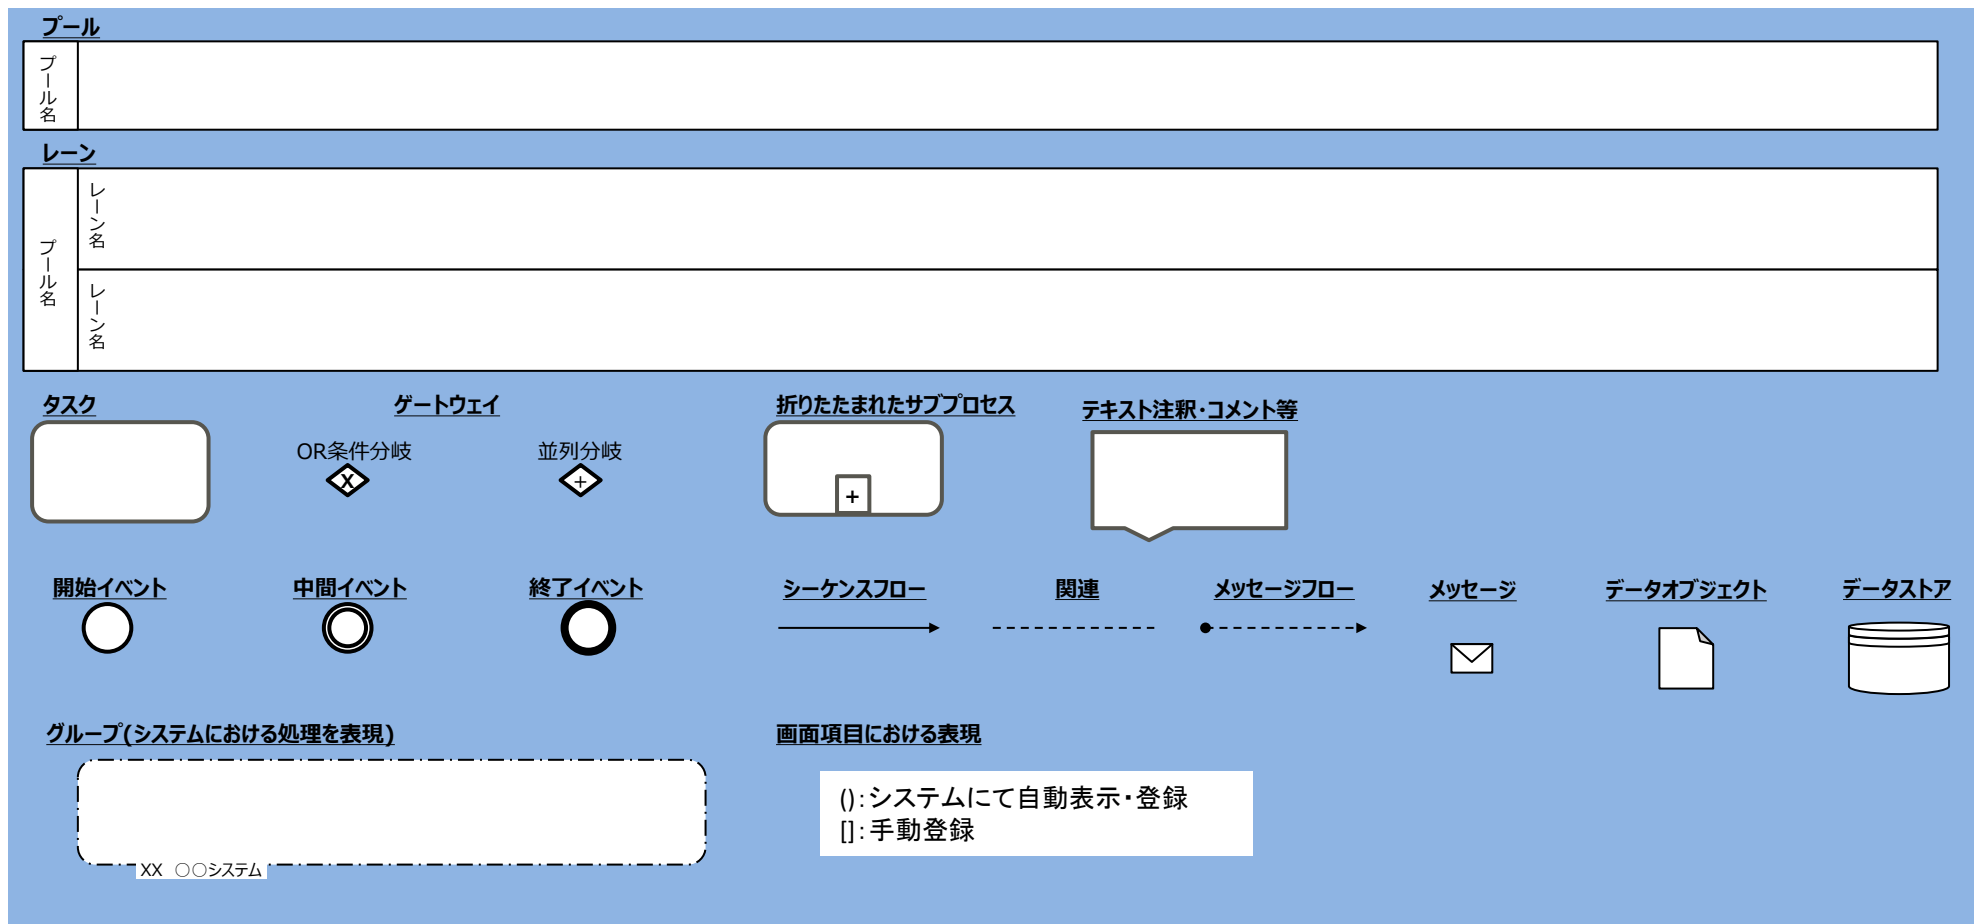 プール
プール名
レーン
プール名
レーン名
レーン名
タスク
ゲートウェイ
折りたたまれたサブプロセス
テキスト注釈・コメント等
OR条件分岐
並列分岐
X
+
+
開始イベント
中間イベント
終了イベント
シーケンスフロー
関連
メッセージフロー
メッセージ
データオブジェクト
データストア
グループ(システムにおける処理を表現)
画面項目における表現
():システムにて自動表示・登録
[]:手動登録
XX ○○システム